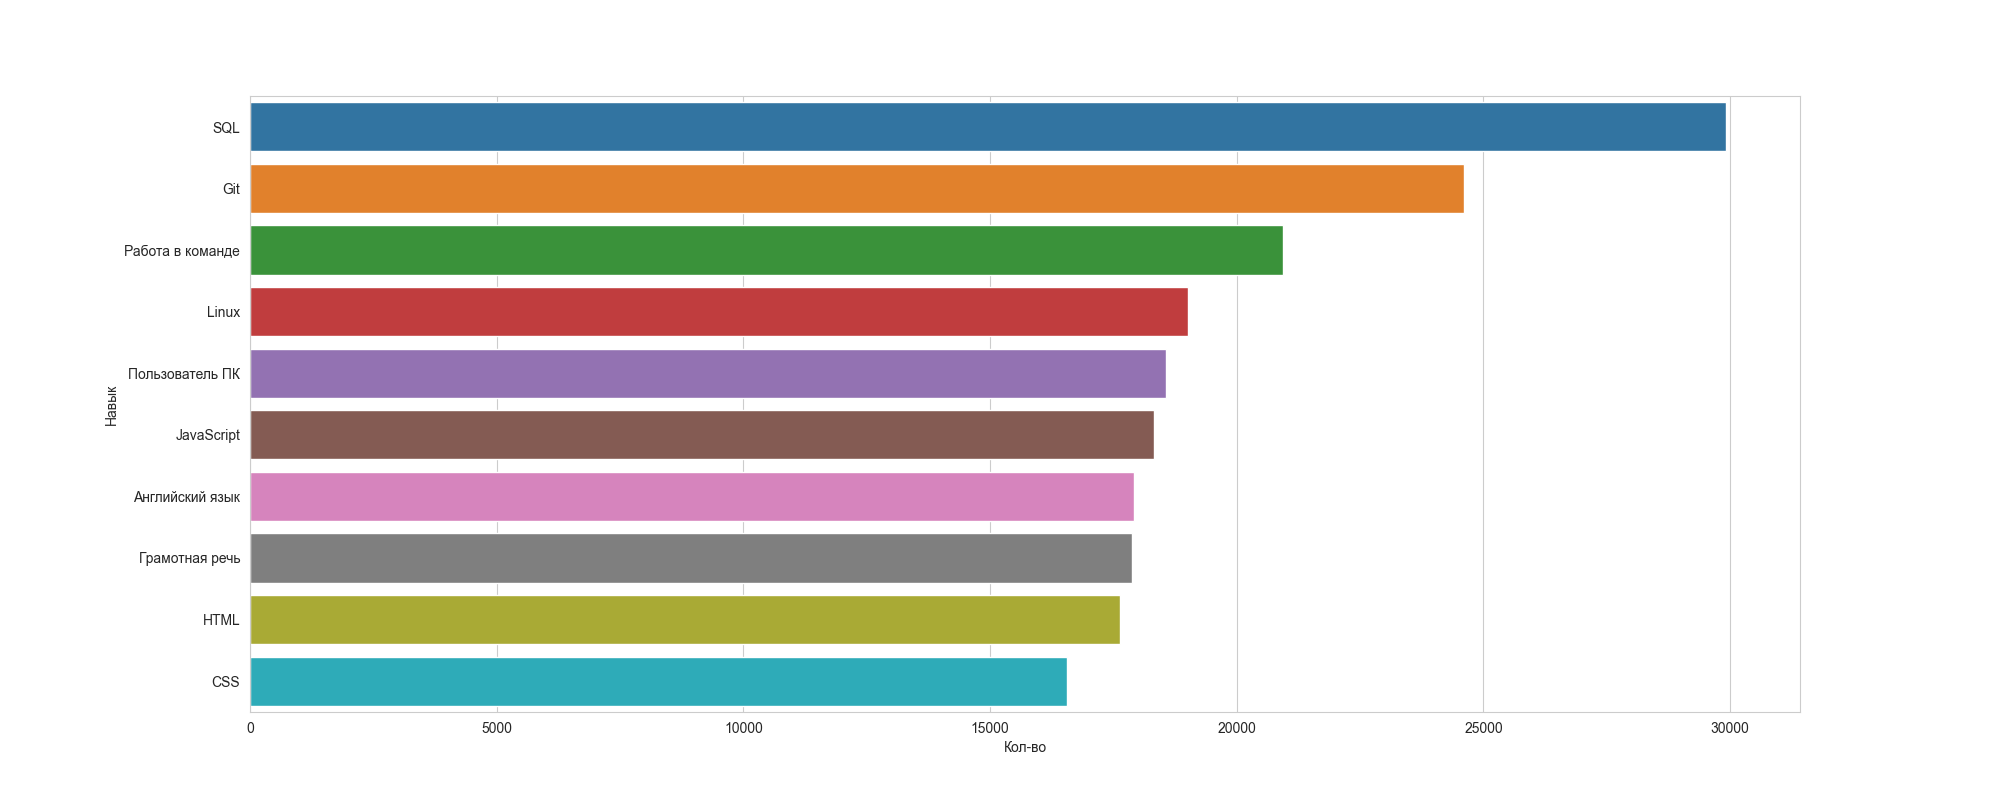 SQL
Git
Работа в команде
Linux
Пользователь ПК
JavaScript
Английский язык
Грамотная речь
HTML
CSS
Навык
0 5000 10000 15000 20000 25000 30000
Кол-во